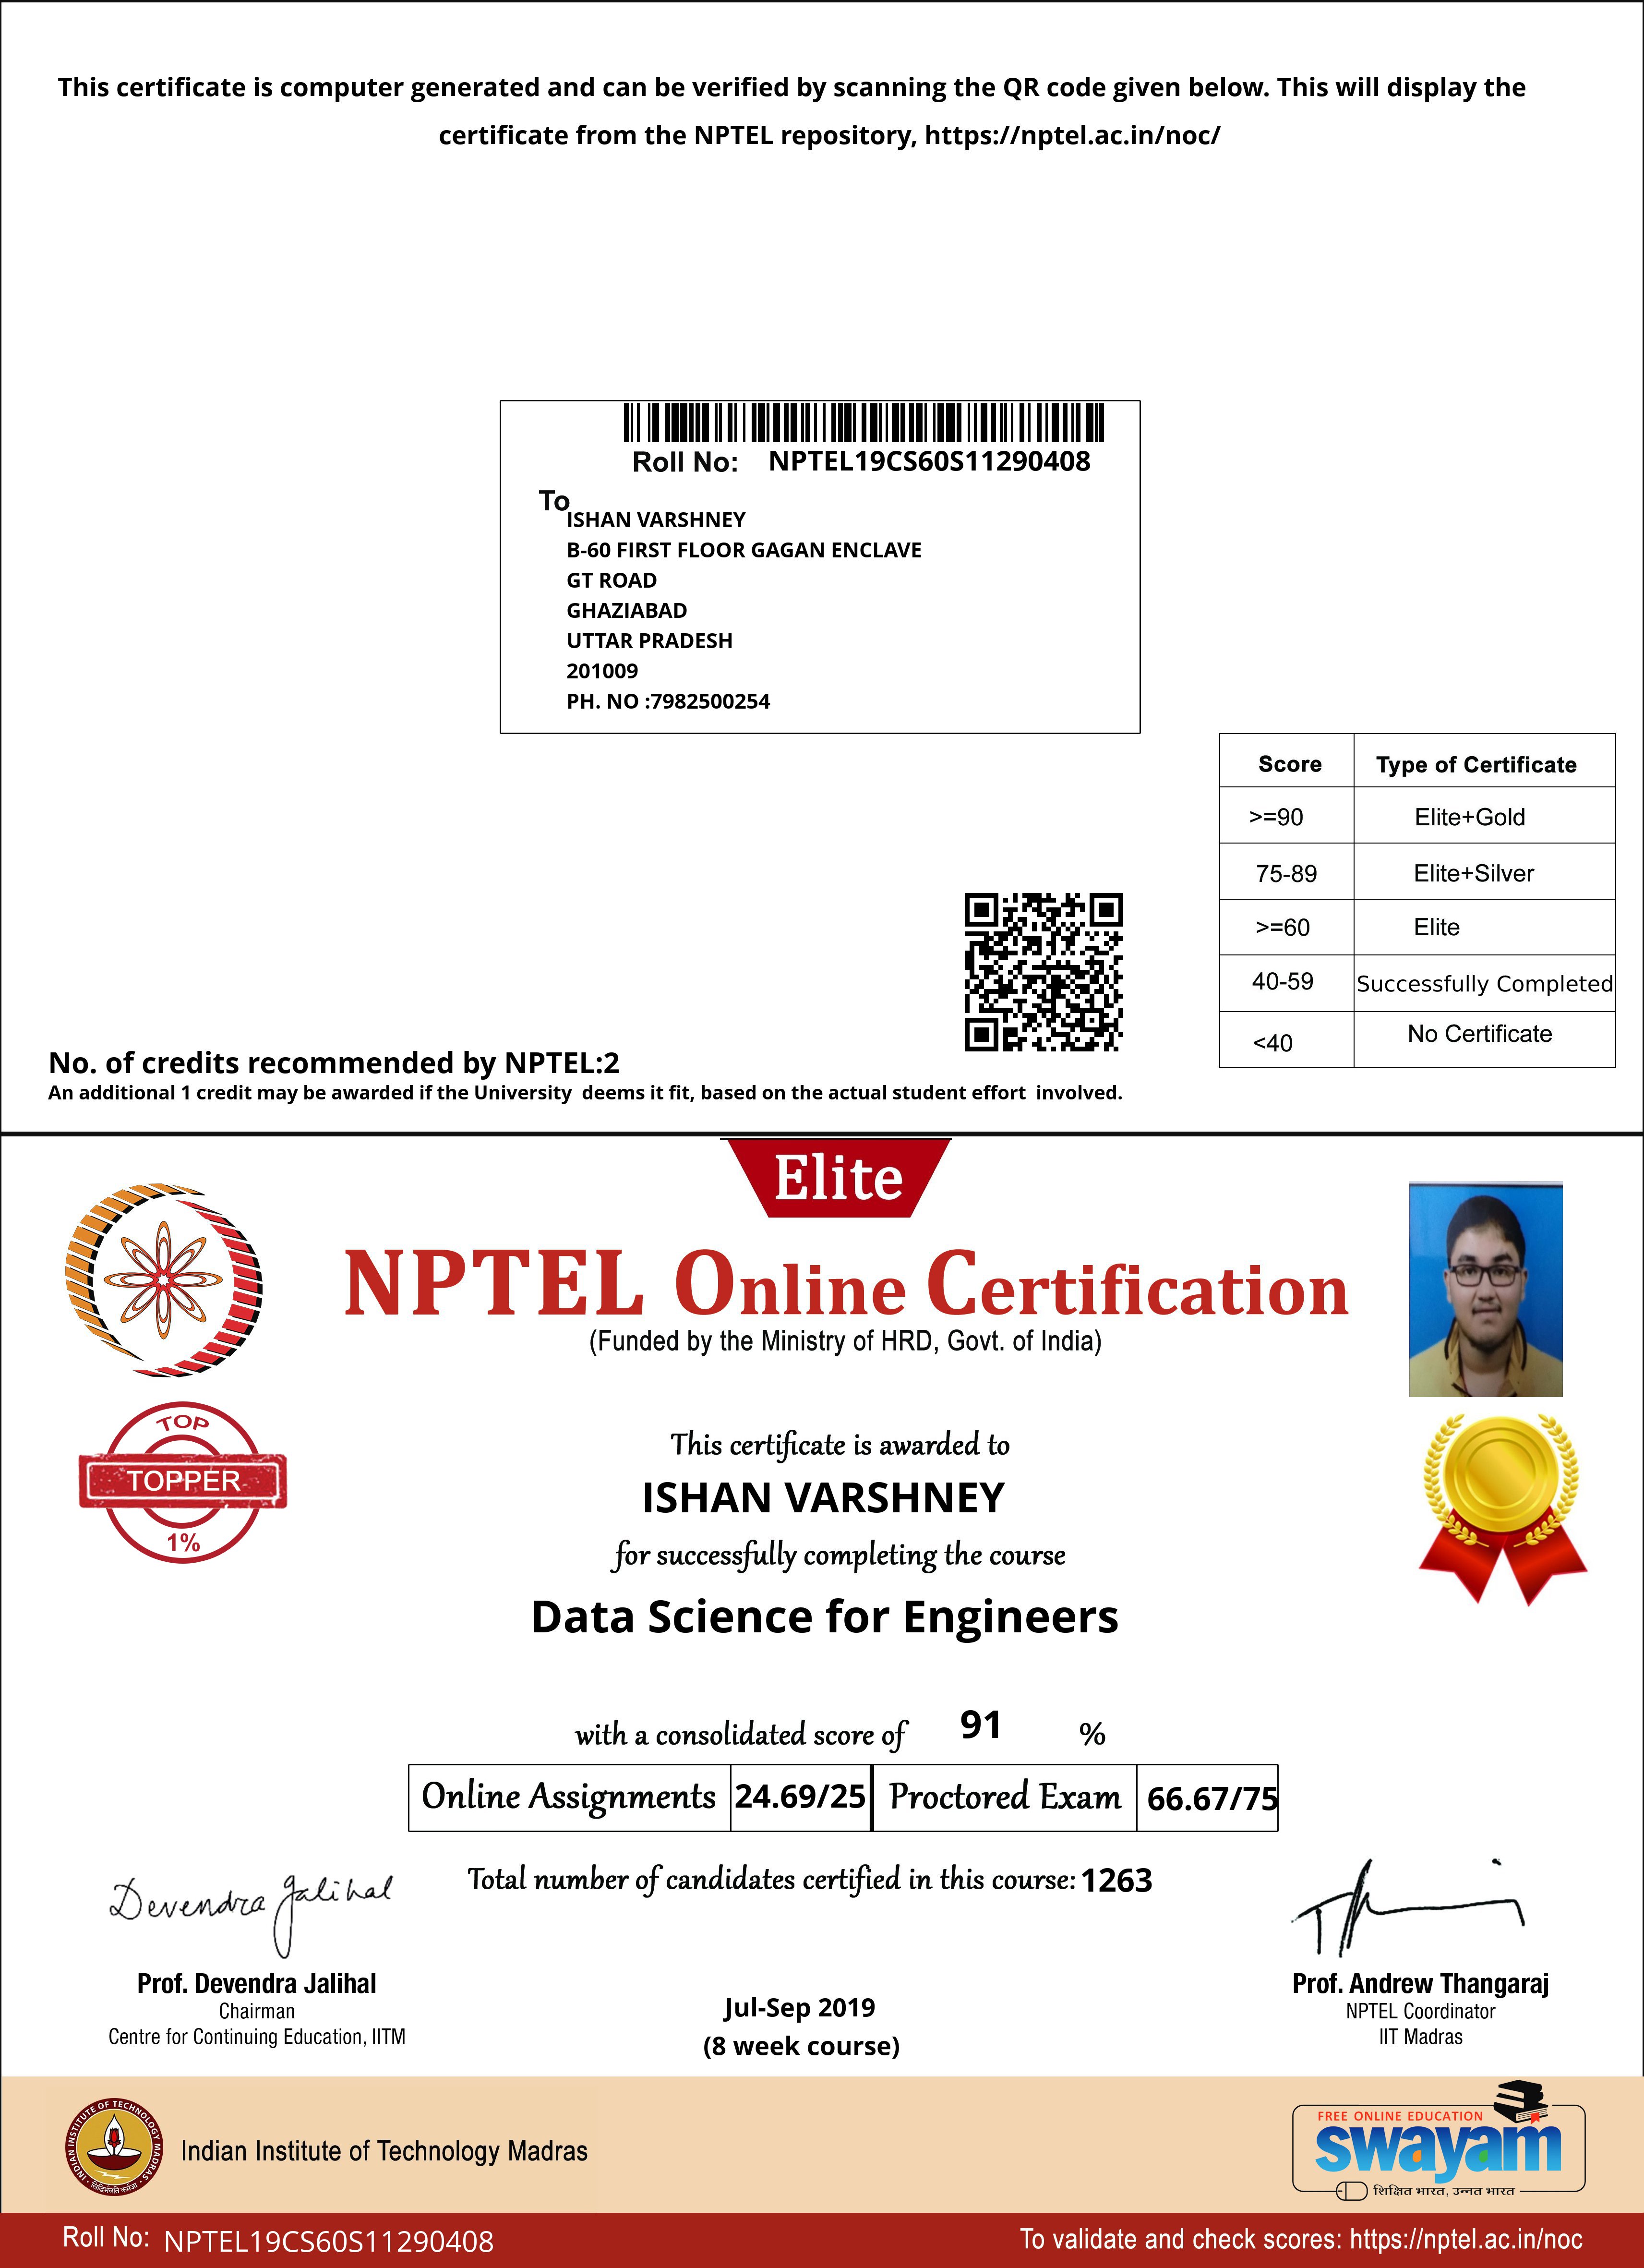 This certificate is computer generated and can be verified by scanning the QR code given below. This will display the
certificate from the NPTEL repository, https://nptel.ac.in/noc/
Roll No: NPTEL19CS60S11290408
To
ISHAN VARSHNEY
B-60 FIRST FLOOR GAGAN ENCLAVE
GT ROAD
GHAZIABAD
UTTAR PRADESH
201009
PH. NO :7982500254
Score Type of Certificate
>=90 Elite+Gold
75-89 Elite+Silver
>=60 Elite
40-59 Successfully Completed
<40 No Certificate
No. of credits recommended by NPTEL:2
An additional 1 credit may be awarded if the University deems it fit, based on the actual student effort involved.
Elite
NPTEL Online Certification
(Funded by the Ministry of HRD, Govt. of India)
TOP
TOPPER
1%
This certificate is awarded to
ISHAN VARSHNEY
for successfully completing the course
Data Science for Engineers
with a consolidated score of 91 %
Online Assignments 24.69/25 Proctored Exam 66.67/75
Total number of candidates certified in this course: 1263
Devendra Jalihal
Prof. Devendra Jalihal
Chairman
Centre for Continuing Education, IITM
Jul-Sep 2019
(8 week course)
Prof. Andrew Thangaraj
NPTEL Coordinator
IIT Madras
INDIAN INSTITUTE OF TECHNOLOGY MADRAS
सिद्धिर्भवति कर्मजा
Indian Institute of Technology Madras
FREE ONLINE EDUCATION
swayam
शिक्षित भारत, उन्नत भारत
Roll No: NPTEL19CS60S11290408
To validate and check scores: https://nptel.ac.in/noc